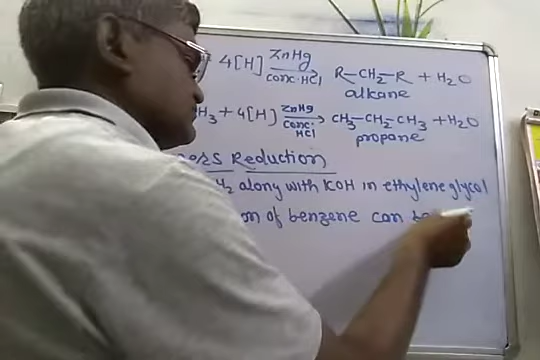 4[H] ZnHg conc·HCl R-CH₂-R + H₂O
alkane
H₃ + 4[H] ZnHg conc·HCl → CH₃-CH₂-CH₃ + H₂O
propane
Reduction
H₂ along with KOH in ethylene glycol
of benzene can